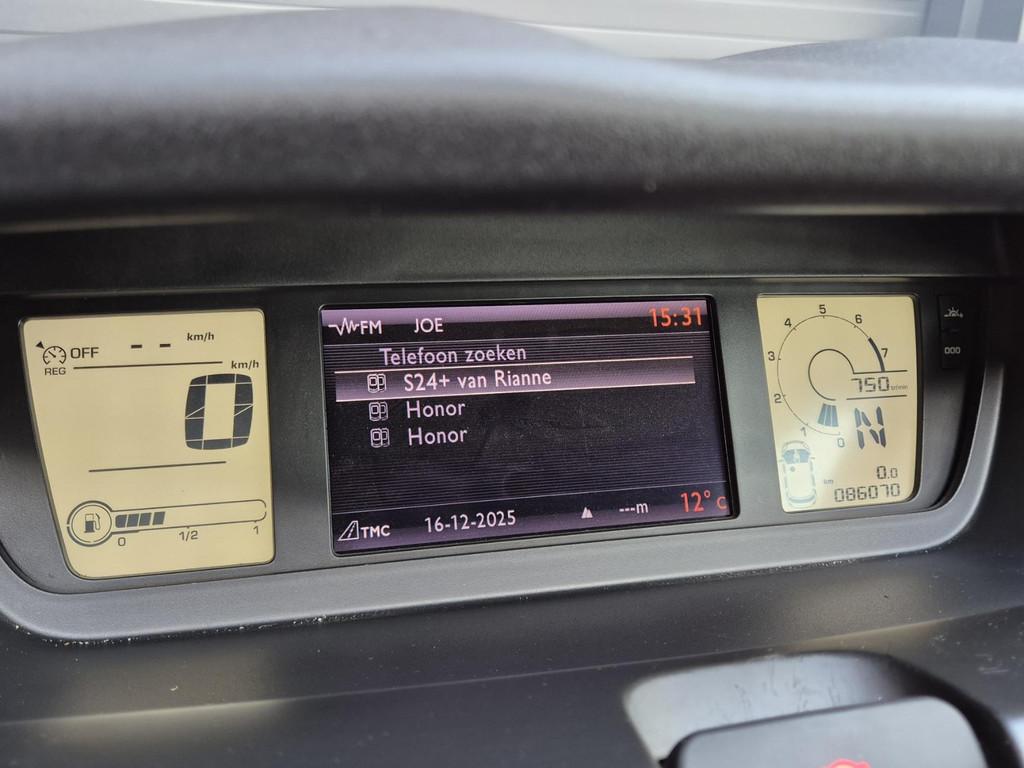 OFF -- km/h
REG
km/h
0
0 1/2 1
FM JOE 15:31
Telefoon zoeken
S24+ van Rianne
Honor
Honor
TMC 16-12-2025 ---m 12° C
0 1 2 3 4 5 6 7
750
N
km 0.0
086070